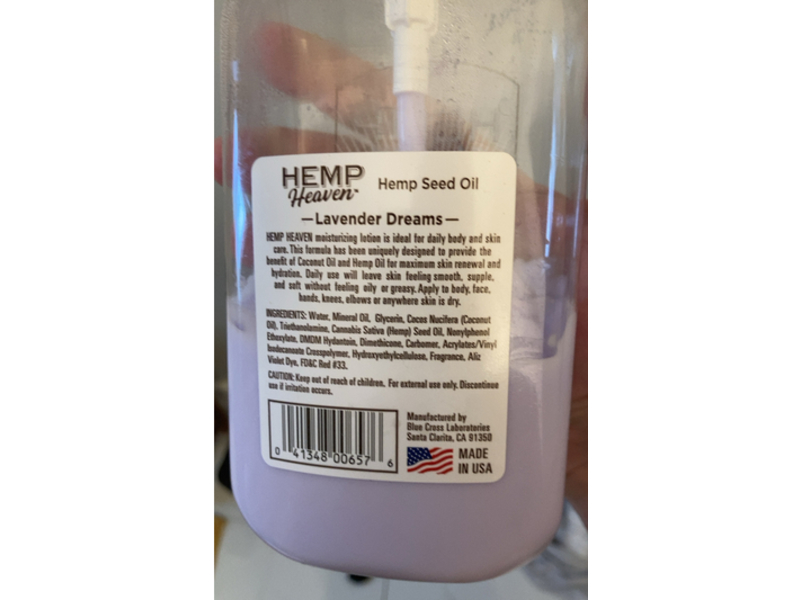 HEMP
Heaven™
Hemp Seed Oil
—Lavender Dreams—
HEMP HEAVEN moisturizing lotion is ideal for daily body and skin
care. This formula has been uniquely designed to provide the
benefit of Coconut Oil and Hemp Oil for maximum skin renewal and
hydration. Daily use will leave skin feeling smooth, supple,
and soft without feeling oily or greasy. Apply to body, face,
hands, knees, elbows or anywhere skin is dry.
INGREDIENTS: Water, Mineral Oil, Glycerin, Cocos Nucifera (Coconut
Oil), Triethanolamine, Cannabis Sativa (Hemp) Seed Oil, Nonylphenol
Ethoxylate, DMDM Hydantoin, Dimethicone, Carbomer, Acrylates/Vinyl
Isodecanoate Crosspolymer, Hydroxyethylcellulose, Fragrance, Aliz
Violet Dye, FD&C Red #33.
CAUTION: Keep out of reach of children. For external use only. Discontinue
use if irritation occurs.
0 41348 00657 6
Manufactured by
Blue Cross Laboratories
Santa Clarita, CA 91350
MADE
IN USA